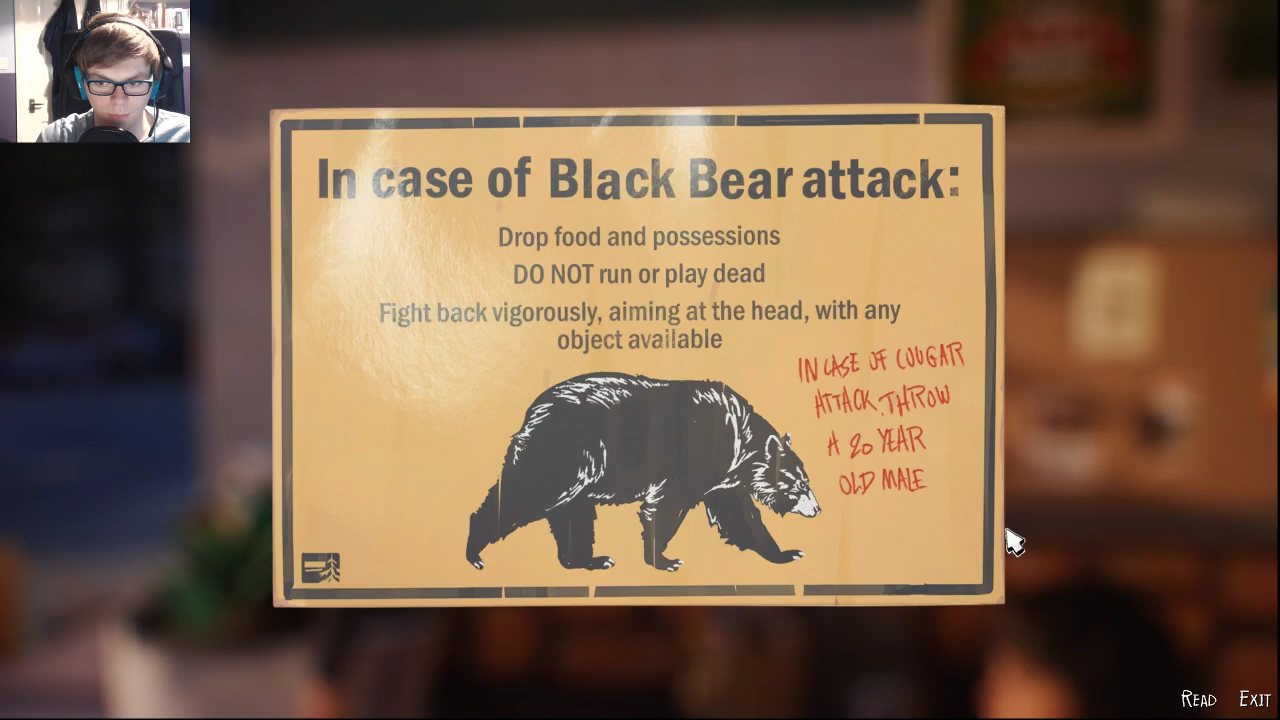 In case of Black Bear attack:
Drop food and possessions
DO NOT run or play dead
Fight back vigorously, aiming at the head, with any
object available
IN CASE OF COUGAR
ATTACK, THROW
A 20 YEAR
OLD MALE
READ EXIT